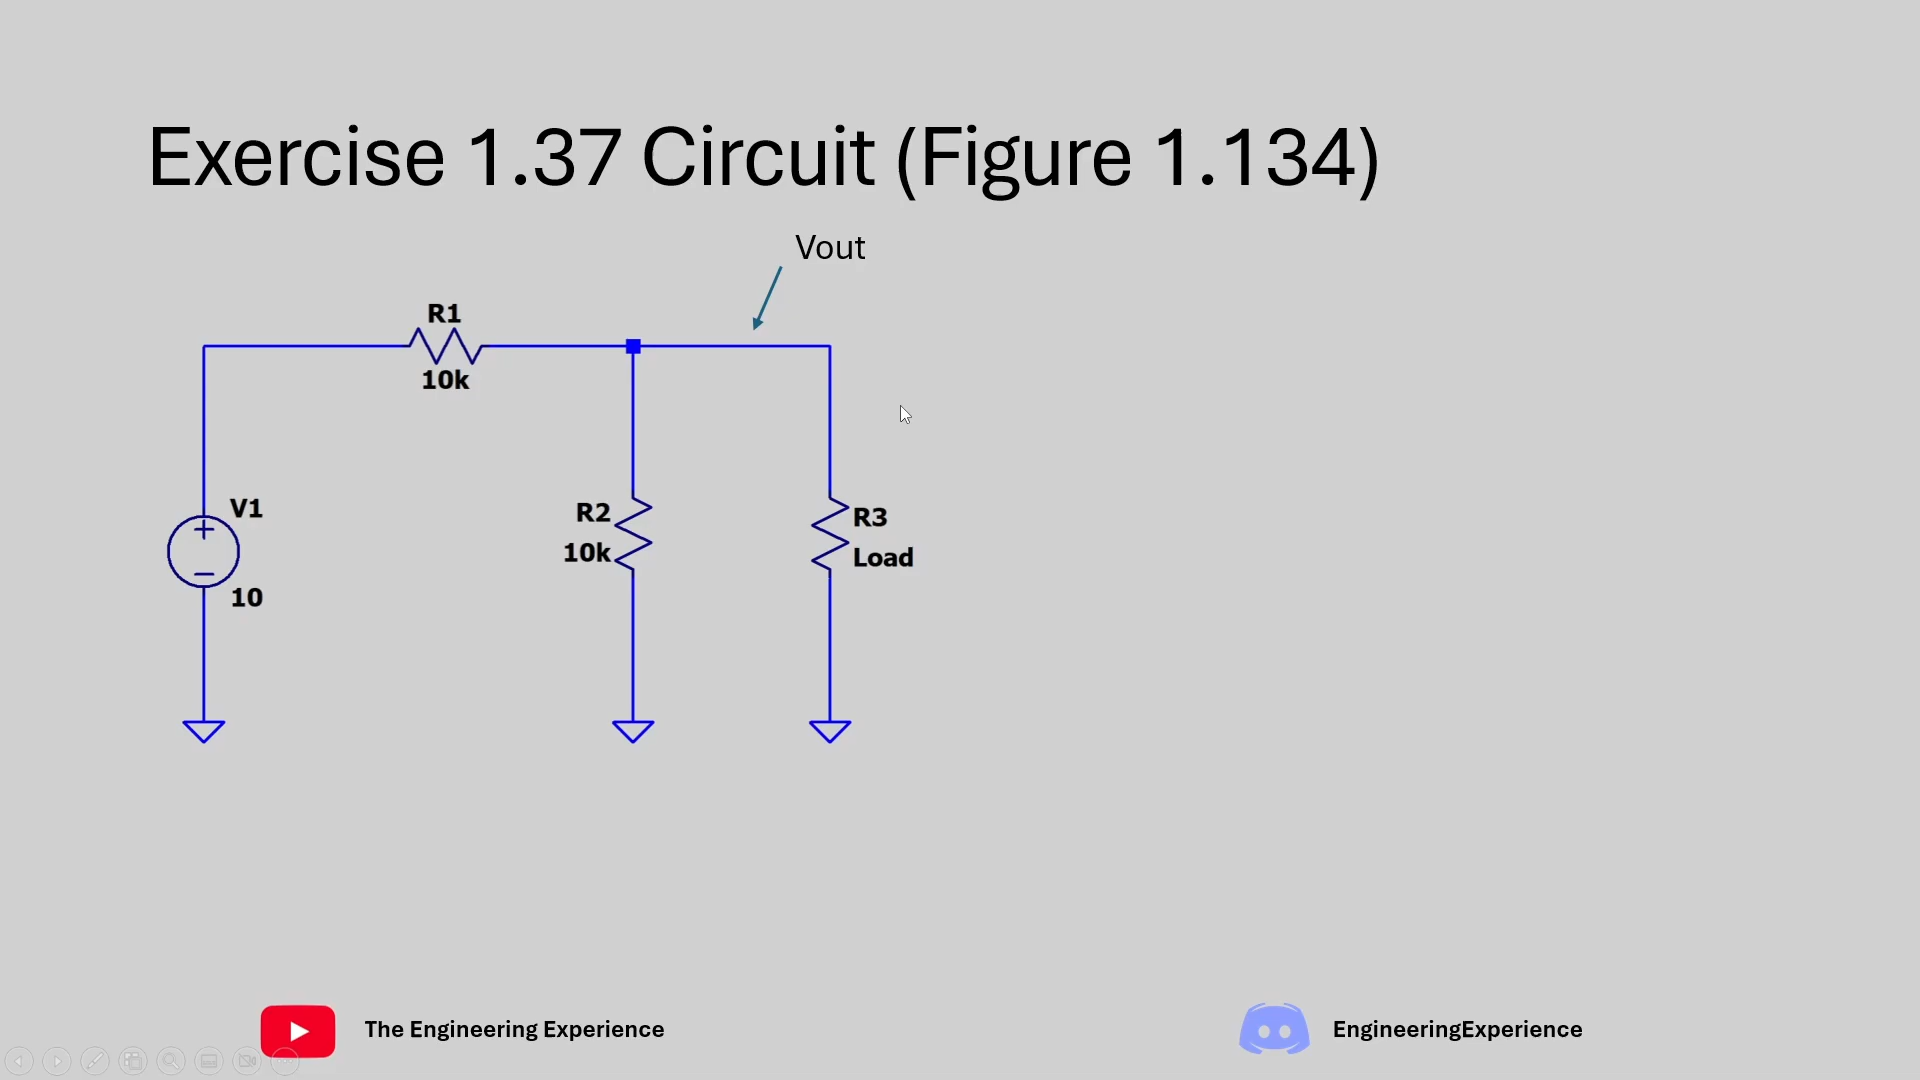 Exercise 1.37 Circuit (Figure 1.134)
Vout
R1
10k
V1
10
R2
10k
R3
Load
The Engineering Experience
EngineeringExperience